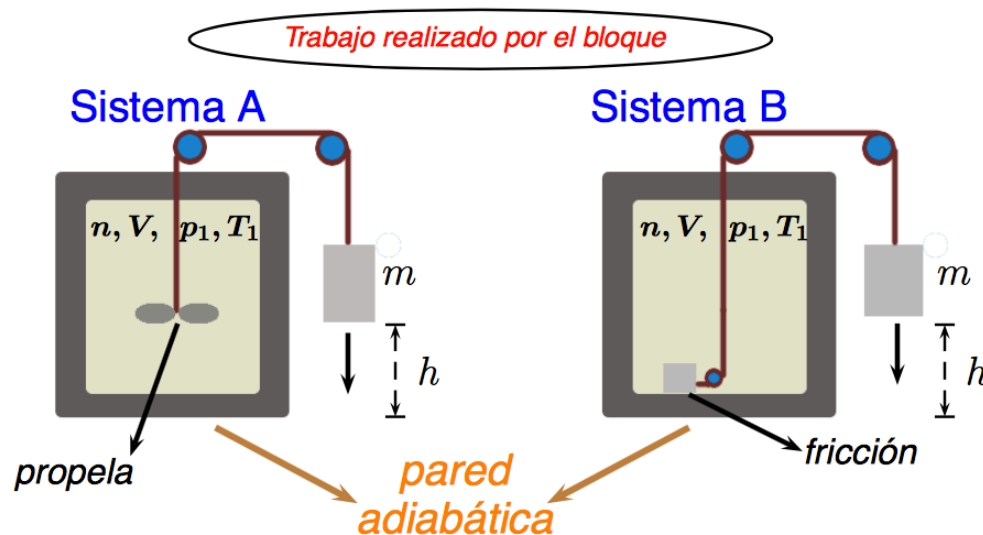 Trabajo realizado por el bloque
Sistema A
Sistema B
n, V, p₁, T₁
n, V, p₁, T₁
m
m
h
h
propela
fricción
pared
adiabática